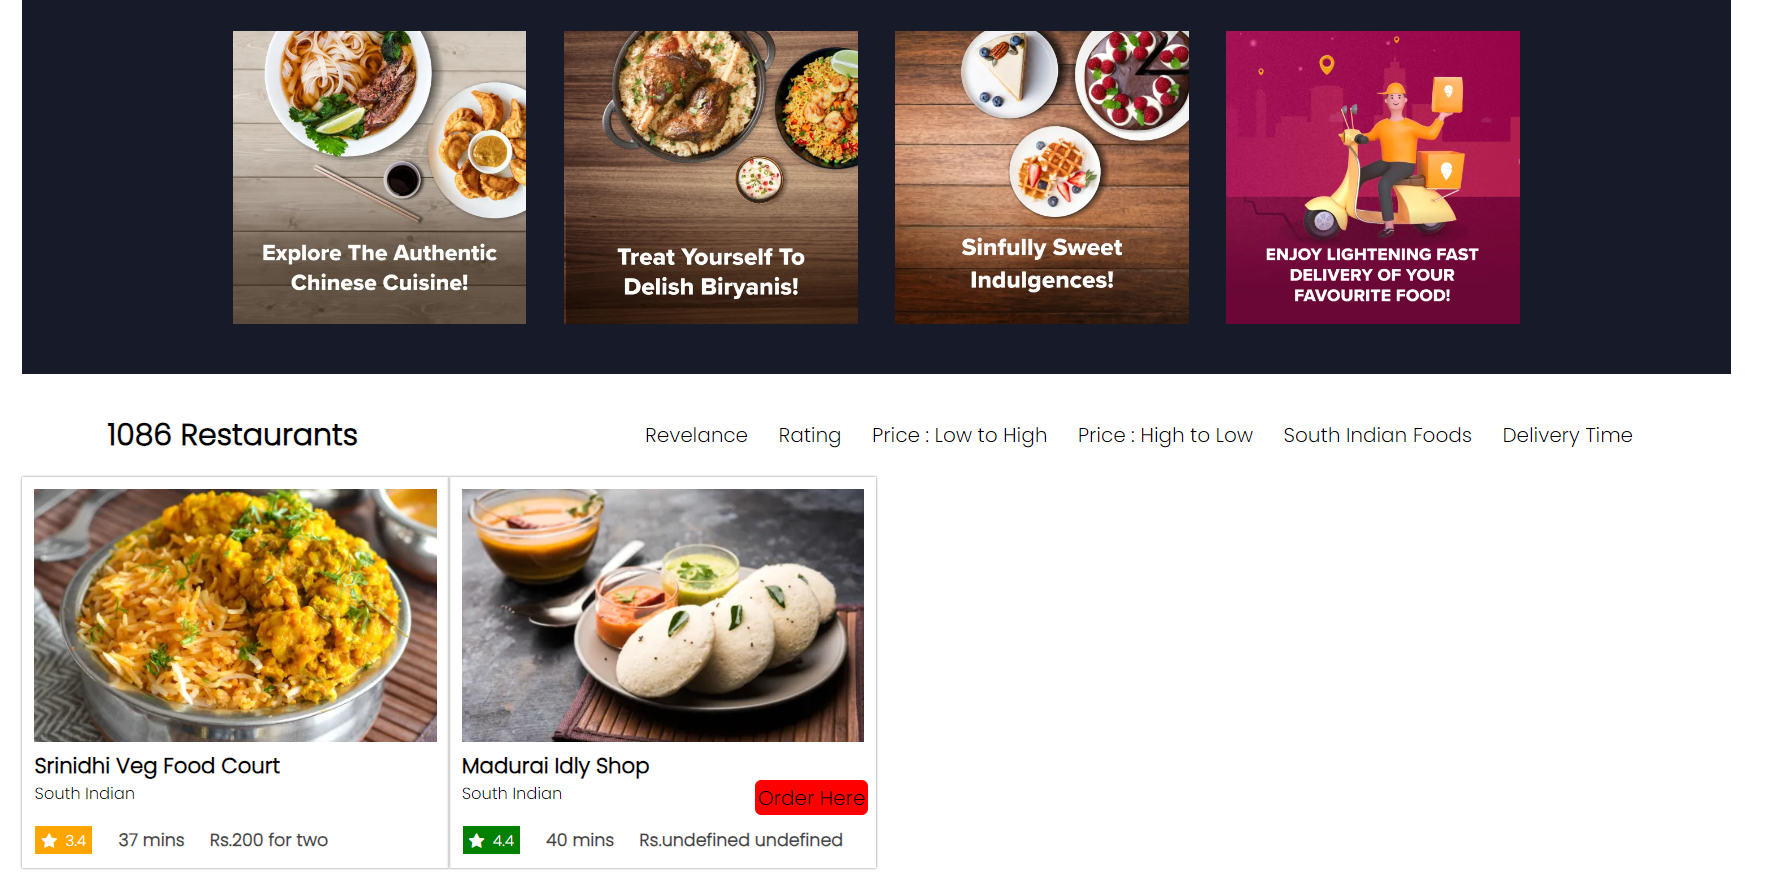 Explore The Authentic
Chinese Cuisine!
Treat Yourself To
Delish Biryanis!
Sinfully Sweet
Indulgences!
ENJOY LIGHTENING FAST
DELIVERY OF YOUR
FAVOURITE FOOD!
1086 Restaurants
Revelance Rating Price : Low to High Price : High to Low South Indian Foods Delivery Time
Srinidhi Veg Food Court
South Indian
3.4 37 mins Rs.200 for two
Madurai Idly Shop
South Indian
Order Here
4.4 40 mins Rs.undefined undefined